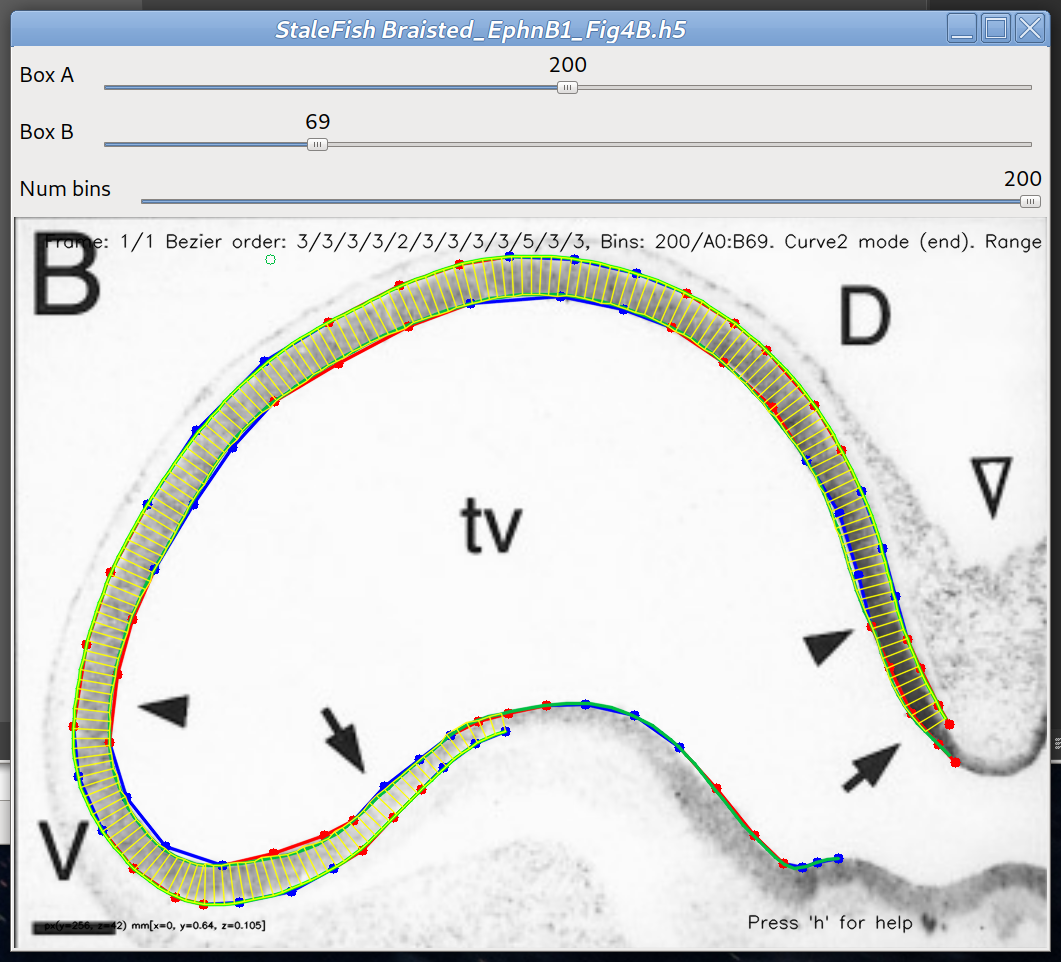 StaleFish Braisted_EphnB1_Fig4B.h5
200
Box A
69
Box B
200
Num bins
Frame: 1/1 Bezier order: 3/3/3/3/2/3/3/3/3/5/3/3, Bins: 200/A0:B69. Curve2 mode (end). Range
B
D
tv
V
px(y=256, z=42) mm[x=0, y=0.64, z=0.105]
Press 'h' for help